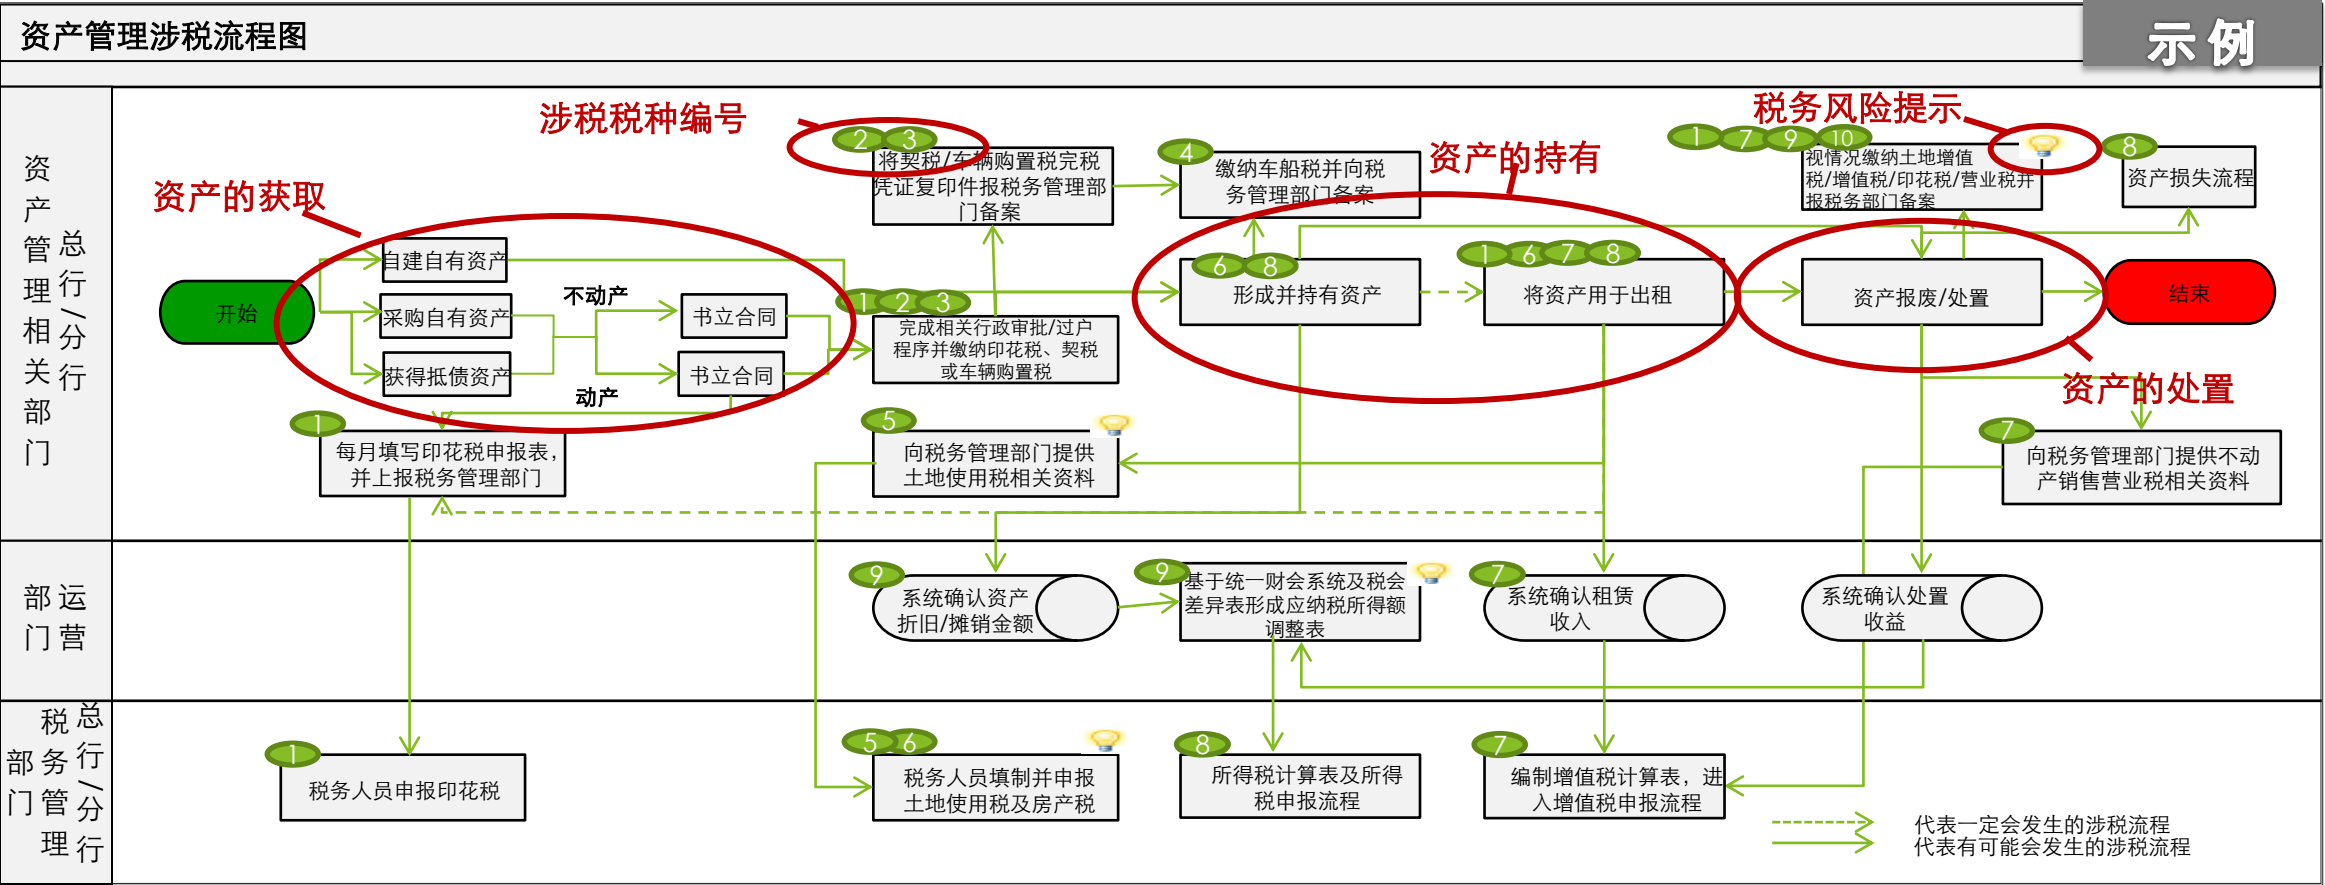 资产管理涉税流程图
示例
资产管理相关部门
总行/分行
涉税税种编号
税务风险提示
资产的获取
资产的持有
资产的处置
2 3
将契税/车辆购置税完税
凭证复印件报税务管理部
门备案
4
缴纳车船税并向税
务管理部门备案
1 7 9 10
视情况缴纳土地增值
税/增值税/印花税/营业税并
报税务部门备案
8
资产损失流程
开始
自建自有资产
采购自有资产
获得抵债资产
不动产
动产
书立合同
书立合同
1 2 3
完成相关行政审批/过户
程序并缴纳印花税、契税
或车辆购置税
6 8
形成并持有资产
1 6 7 8
将资产用于出租
资产报废/处置
结束
1
每月填写印花税申报表，
并上报税务管理部门
5
向税务管理部门提供
土地使用税相关资料
7
向税务管理部门提供不动
产销售营业税相关资料
运营
部门
9
系统确认资产
折旧/摊销金额
9
基于统一财会系统及税会
差异表形成应纳税所得额
调整表
7
系统确认租赁
收入
系统确认处置
收益
总行/分行
税务管理
部门
1
税务人员申报印花税
5 6
税务人员填制并申报
土地使用税及房产税
8
所得税计算表及所得
税申报流程
7
编制增值税计算表，进
入增值税申报流程
代表一定会发生的涉税流程
代表有可能会发生的涉税流程